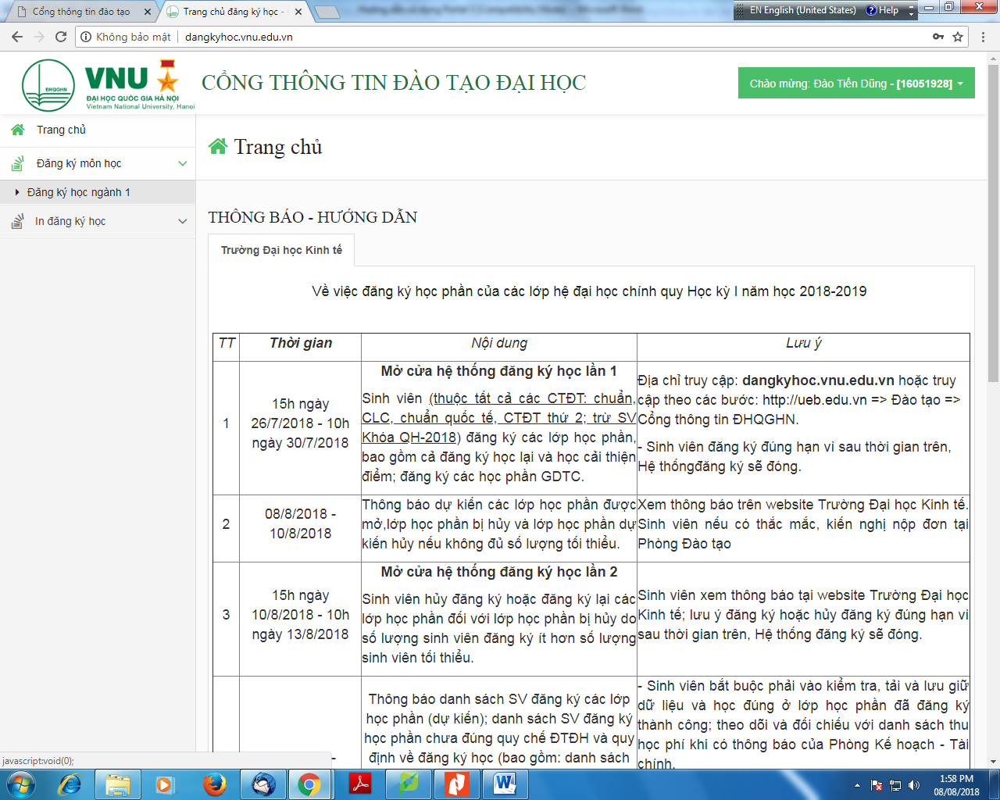 Cổng thông tin đào tạo
Trang chủ đăng ký học -
EN English (United States)
Help
Không bảo mật
dangkyhoc.vnu.edu.vn
ĐHQGHN
VNU
ĐẠI HỌC QUỐC GIA HÀ NỘI
Vietnam National University, Hanoi
CỔNG THÔNG TIN ĐÀO TẠO ĐẠI HỌC
Chào mừng: Đào Tiến Dũng - [16051928]
Trang chủ
Đăng ký môn học
Đăng ký học ngành 1
In đăng ký học
Trang chủ
THÔNG BÁO - HƯỚNG DẪN
Trường Đại học Kinh tế
Về việc đăng ký học phần của các lớp hệ đại học chính quy Học kỳ I năm học 2018-2019
TT
Thời gian
Nội dung
Lưu ý
1
15h ngày
26/7/2018 - 10h
ngày 30/7/2018
Mở cửa hệ thống đăng ký học lần 1
Sinh viên (thuộc tất cả các CTĐT: chuẩn,
CLC, chuẩn quốc tế, CTĐT thứ 2; trừ SV
Khóa QH-2018) đăng ký các lớp học phần,
bao gồm cả đăng ký học lại và học cải thiện
điểm; đăng ký các học phần GDTC.
Địa chỉ truy cập: dangkyhoc.vnu.edu.vn hoặc truy
cập theo các bước: http://ueb.edu.vn => Đào tạo =>
Cổng thông tin ĐHQGHN.
- Sinh viên đăng ký đúng hạn vì sau thời gian trên,
Hệ thốngđăng ký sẽ đóng.
2
08/8/2018 -
10/8/2018
Thông báo dự kiến các lớp học phần được
mở,lớp học phần bị hủy và lớp học phần dự
kiến hủy nếu không đủ số lượng tối thiểu.
Xem thông báo trên website Trường Đại học Kinh tế.
Sinh viên nếu có thắc mắc, kiến nghị nộp đơn tại
Phòng Đào tạo
3
15h ngày
10/8/2018 - 10h
ngày 13/8/2018
Mở cửa hệ thống đăng ký học lần 2
Sinh viên hủy đăng ký hoặc đăng ký lại các
lớp học phần đối với lớp học phần bị hủy do
số lượng sinh viên đăng ký ít hơn số lượng
sinh viên tối thiểu.
Sinh viên xem thông báo tại website Trường Đại học
Kinh tế; lưu ý đăng ký hoặc hủy đăng ký đúng hạn vì
sau thời gian trên, Hệ thống đăng ký sẽ đóng.
Thông báo danh sách SV đăng ký các lớp
học phần (dự kiến); danh sách SV đăng ký
học phần chưa đúng quy chế ĐTĐH và quy
định về đăng ký học (bao gồm: danh sách
- Sinh viên bắt buộc phải vào kiểm tra, tải và lưu giữ
dữ liệu và học đúng ở lớp học phần đã đăng ký
thành công; theo dõi và đối chiếu với danh sách thu
học phí khi có thông báo của Phòng Kế hoạch - Tài
chính.
javascript:void(0);
1:58 PM
08/08/2018